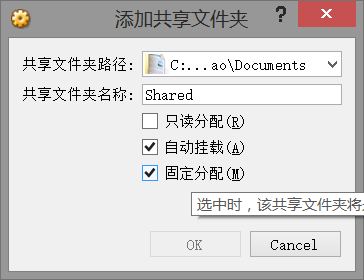 添加共享文件夹 ?
共享文件夹路径： C:...ao\Documents
共享文件夹名称： Shared
只读分配(R)
自动挂载(A)
固定分配(M)
选中时，该共享文件夹将
OK Cancel